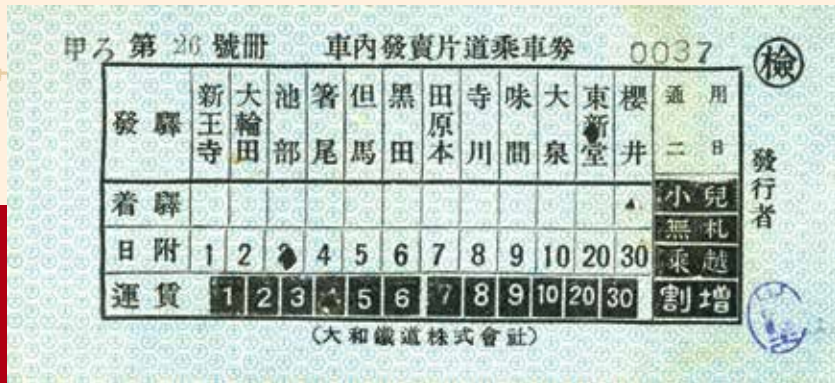 甲ろ 第 26 號冊 車内發賣片道乘車券 0037 檢
發驛 新王寺 大輪田 池部 箸尾 但馬 黑田 田原本 寺川 味間 大泉 東新堂 櫻井 通用二日
着驛 小兒
無札
日附 1 2 4 5 6 7 8 9 10 20 30 乘越
運賃 1 2 3 5 6 7 8 9 10 20 30 割增
發行者
(大和鐵道株式會社)